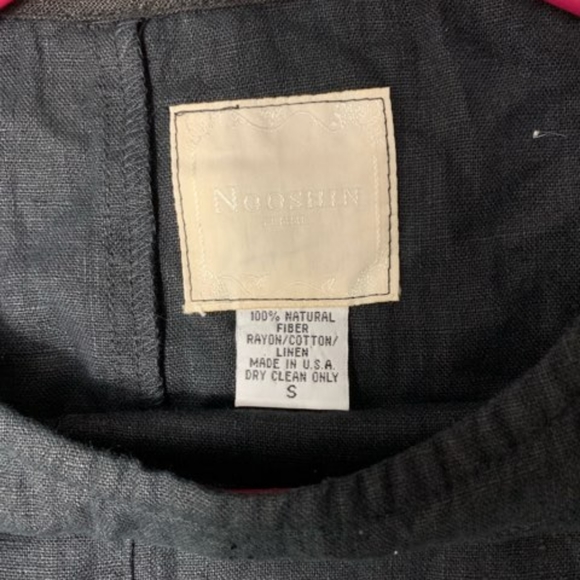 NOOSHIN
100% NATURAL
FIBER
RAYON/COTTON/
LINEN
MADE IN U.S.A.
DRY CLEAN ONLY
S